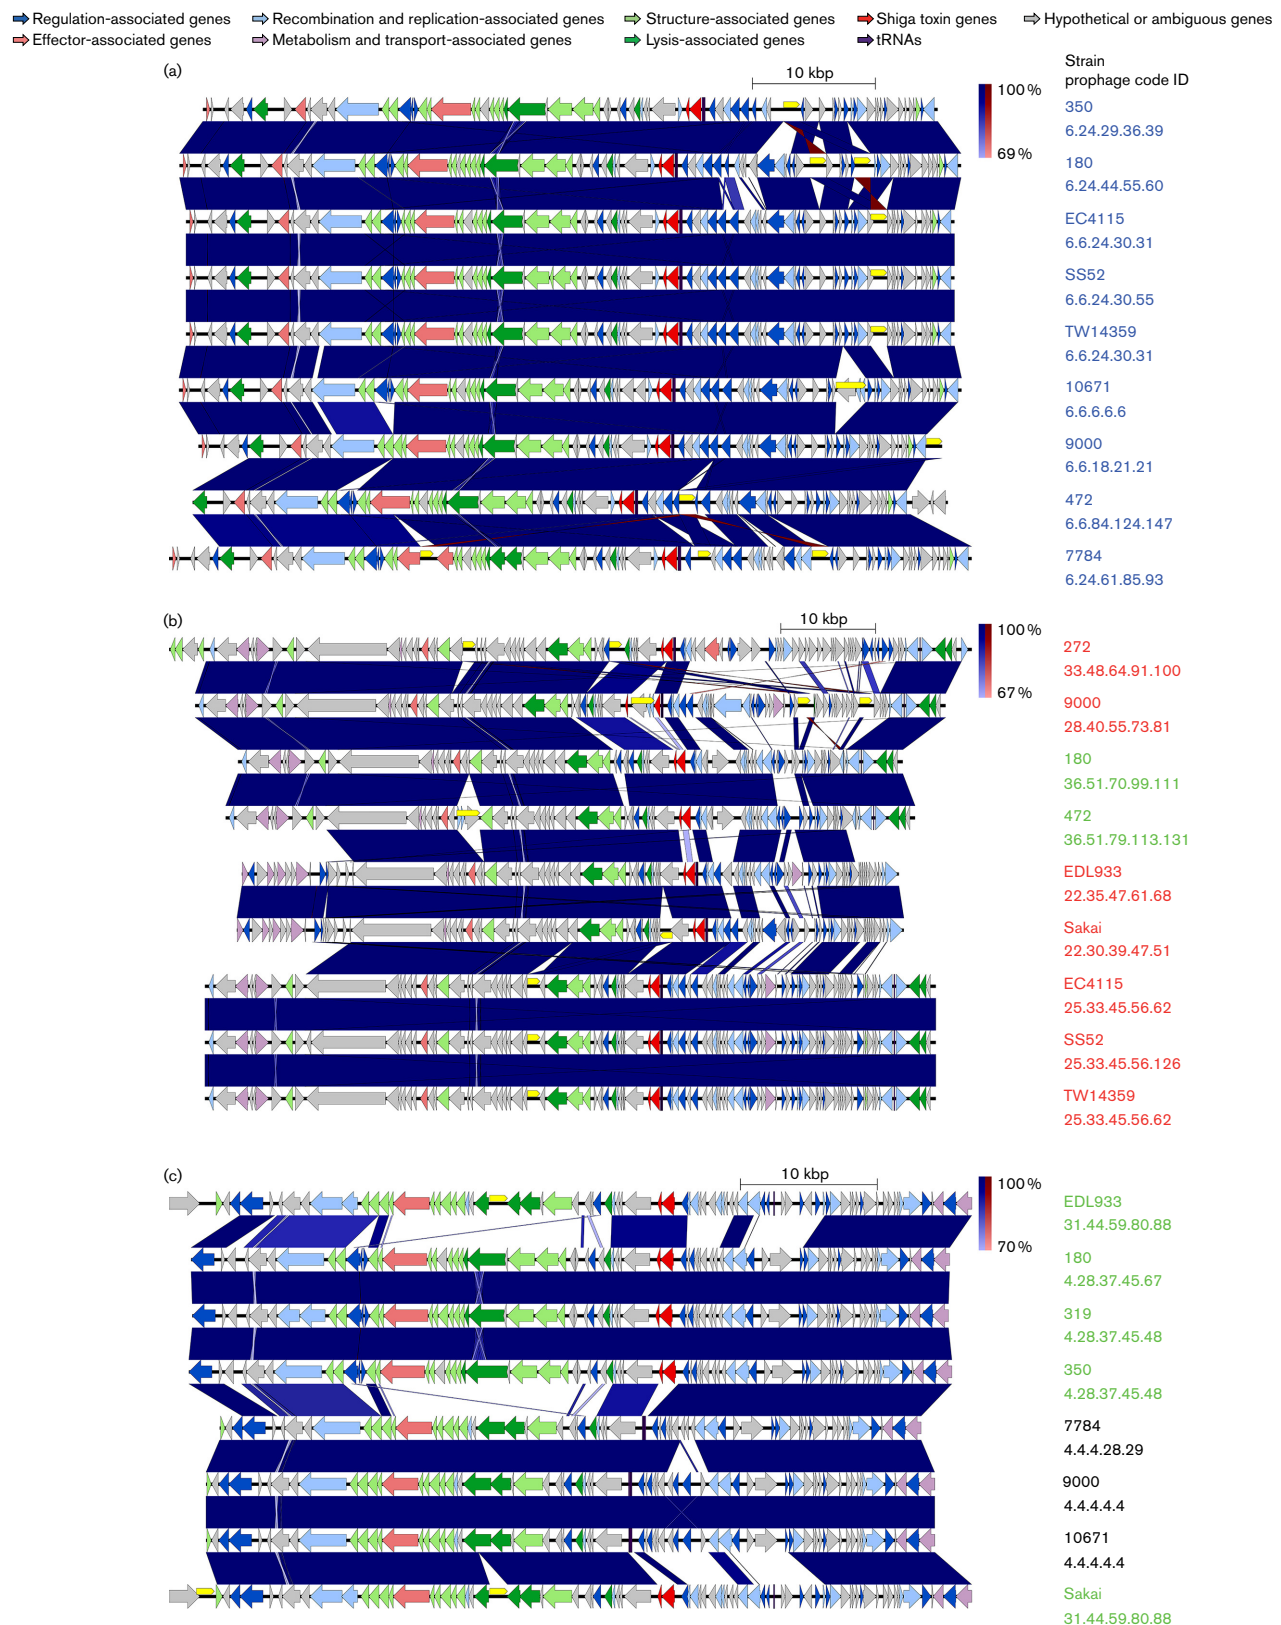 Regulation-associated genes Recombination and replication-associated genes Structure-associated genes Shiga toxin genes Hypothetical or ambiguous genes
Effector-associated genes Metabolism and transport-associated genes Lysis-associated genes tRNAs
Strain
prophage code ID
(a)
10 kbp
100 %
69 %
350
6.24.29.36.39
180
6.24.44.55.60
EC4115
6.6.24.30.31
SS52
6.6.24.30.55
TW14359
6.6.24.30.31
10671
6.6.6.6.6
9000
6.6.18.21.21
472
6.6.84.124.147
7784
6.24.61.85.93
(b)
10 kbp
100 %
67 %
272
33.48.64.91.100
9000
28.40.55.73.81
180
36.51.70.99.111
472
36.51.79.113.131
EDL933
22.35.47.61.68
Sakai
22.30.39.47.51
EC4115
25.33.45.56.62
SS52
25.33.45.56.126
TW14359
25.33.45.56.62
(c)
10 kbp
100 %
70 %
EDL933
31.44.59.80.88
180
4.28.37.45.67
319
4.28.37.45.48
350
4.28.37.45.48
7784
4.4.4.28.29
9000
4.4.4.4.4
10671
4.4.4.4.4
Sakai
31.44.59.80.88